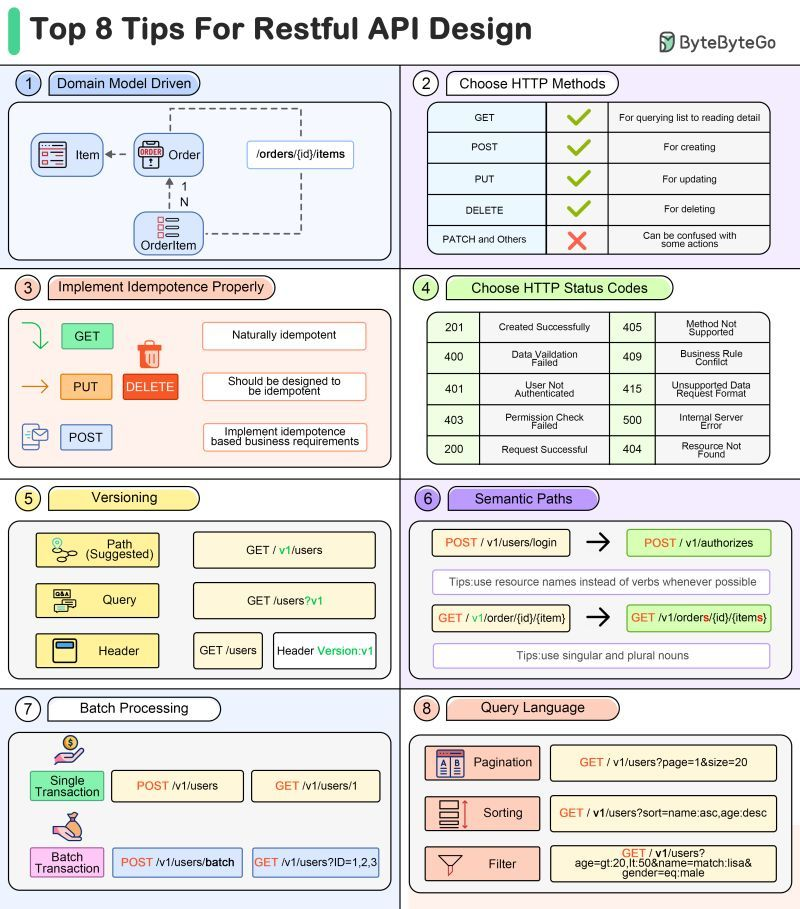 Top 8 Tips For Restful API Design
ByteByteGo
1
Domain Model Driven
Item
ORDER
Order
/orders/{id}/items
1
N
OrderItem
2
Choose HTTP Methods
GET
For querying list to reading detail
POST
For creating
PUT
For updating
DELETE
For deleting
PATCH and Others
Can be confused with
some actions
3
Implement Idempotence Properly
GET
Naturally idempotent
PUT
DELETE
Should be designed to
be idempotent
POST
Implement idempotence
based business requirements
4
Choose HTTP Status Codes
201
Created Successfully
405
Method Not
Supported
400
Data Vaildation
Failed
409
Business Rule
Confilct
401
User Not
Authenticated
415
Unsupported Data
Request Format
403
Permission Check
Failed
500
Internal Server
Error
200
Request Successful
404
Resource Not
Found
5
Versioning
Path
(Suggested)
GET / v1/users
Q&A
Query
GET /users?v1
Header
GET /users
Header Version:v1
6
Semantic Paths
POST / v1/users/login
POST / v1/authorizes
Tips:use resource names instead of verbs whenever possible
GET / v1/order/{id}/{item}
GET /v1/orders/{id}/{items}
Tips:use singular and plural nouns
7
Batch Processing
$
Single
Transaction
POST /v1/users
GET /v1/users/1
Batch
Transaction
POST /v1/users/batch
GET /v1/users?ID=1,2,3
8
Query Language
A B
Pagination
GET / v1/users?page=1&size=20
Sorting
GET / v1/users?sort=name:asc,age:desc
Filter
GET / v1/users?
age=gt:20,lt:50&name=match:lisa&
gender=eq:male